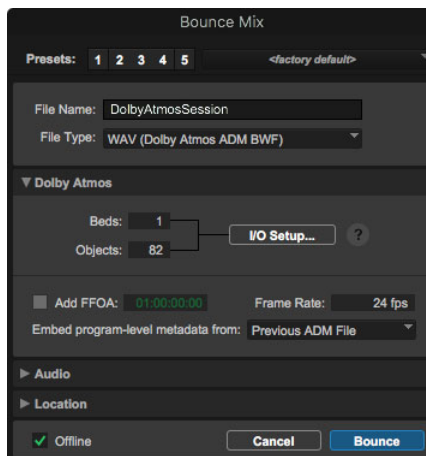 Bounce Mix
Presets: 1 2 3 4 5 <factory default>
File Name: DolbyAtmosSession
File Type: WAV (Dolby Atmos ADM BWF)
Dolby Atmos
Beds: 1
I/O Setup... ?
Objects: 82
Add FFOA: 01:00:00:00 Frame Rate: 24 fps
Embed program-level metadata from: Previous ADM File
Audio
Location
Offline Cancel Bounce